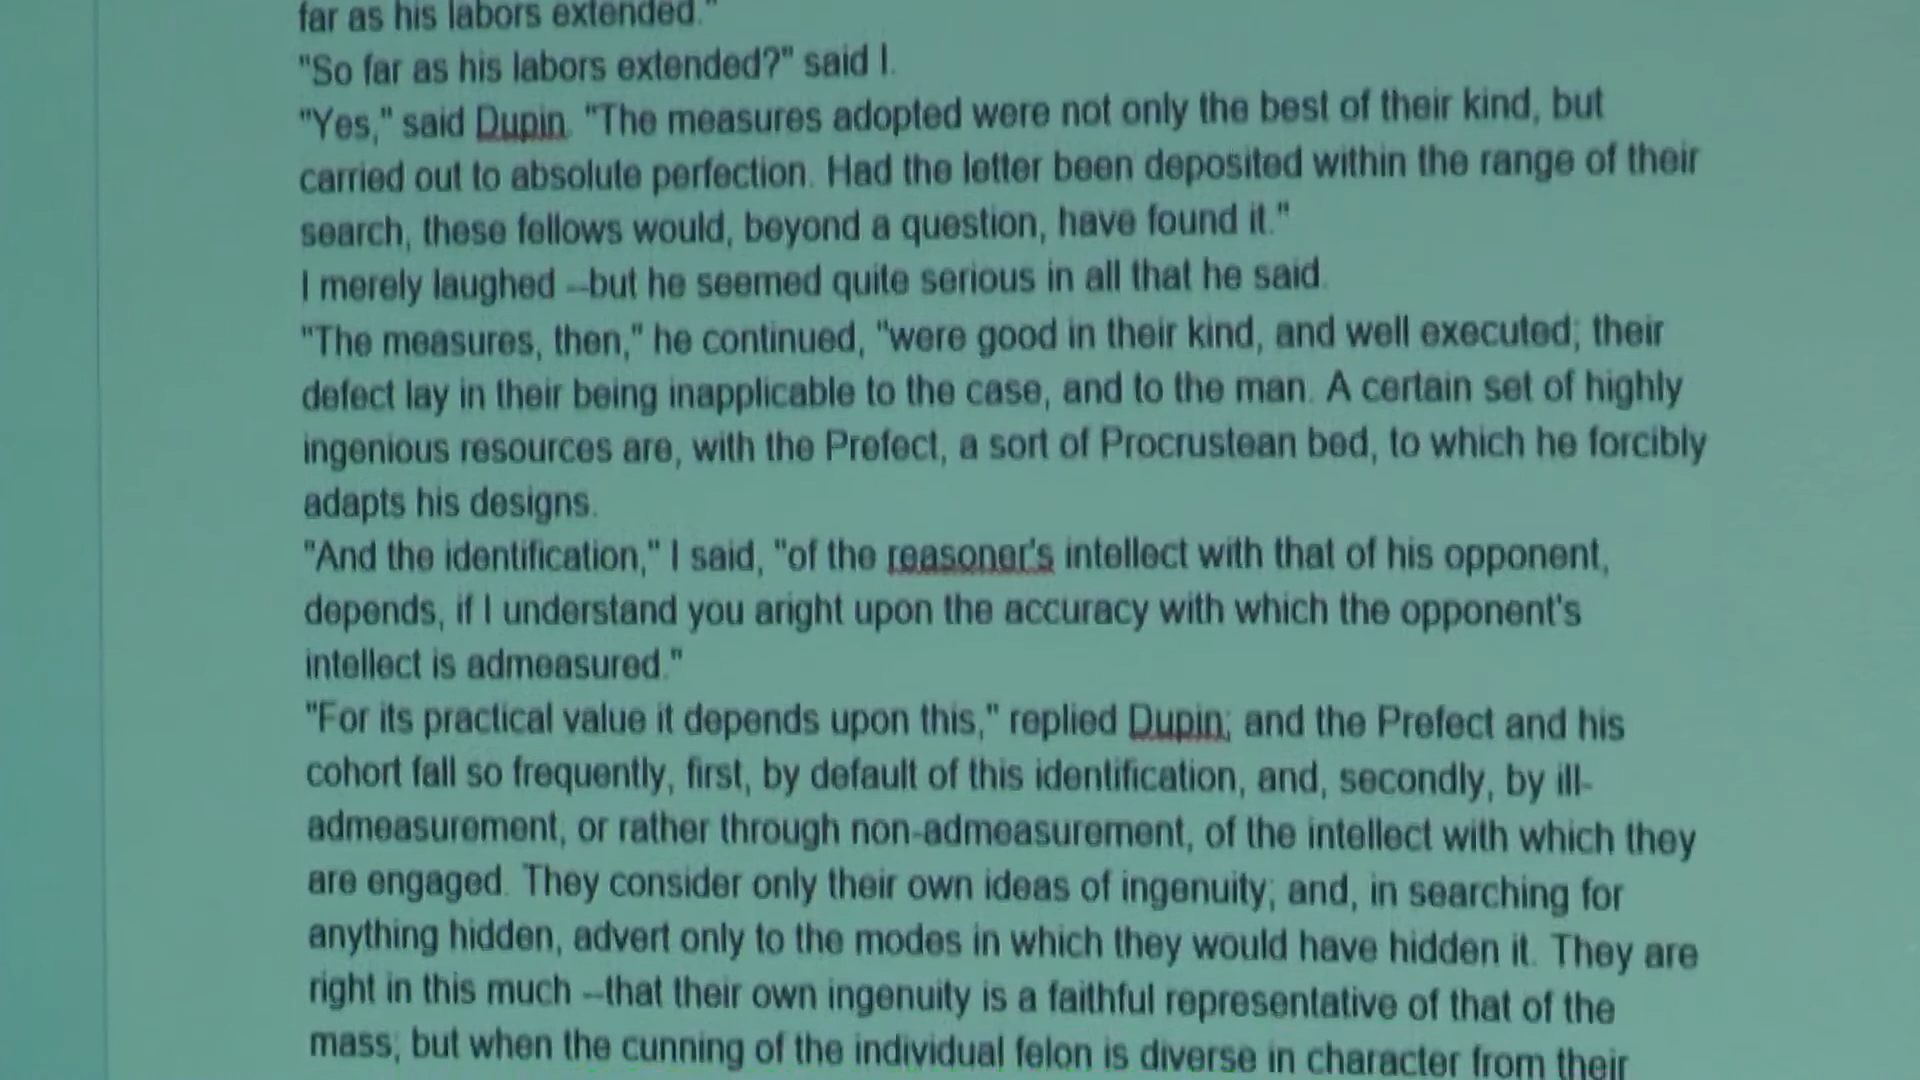 far as his labors extended."
"So far as his labors extended?" said I.
"Yes," said Dupin. "The measures adopted were not only the best of their kind, but
carried out to absolute perfection. Had the letter been deposited within the range of their
search, these fellows would, beyond a question, have found it."
I merely laughed --but he seemed quite serious in all that he said.
"The measures, then," he continued, "were good in their kind, and well executed; their
defect lay in their being inapplicable to the case, and to the man. A certain set of highly
ingenious resources are, with the Prefect, a sort of Procrustean bed, to which he forcibly
adapts his designs.
"And the identification," I said, "of the reasoner's intellect with that of his opponent,
depends, if I understand you aright upon the accuracy with which the opponent's
intellect is admeasured."
"For its practical value it depends upon this," replied Dupin; and the Prefect and his
cohort fall so frequently, first, by default of this identification, and, secondly, by ill-
admeasurement, or rather through non-admeasurement, of the intellect with which they
are engaged. They consider only their own ideas of ingenuity; and, in searching for
anything hidden, advert only to the modes in which they would have hidden it. They are
right in this much --that their own ingenuity is a faithful representative of that of the
mass; but when the cunning of the individual felon is diverse in character from their